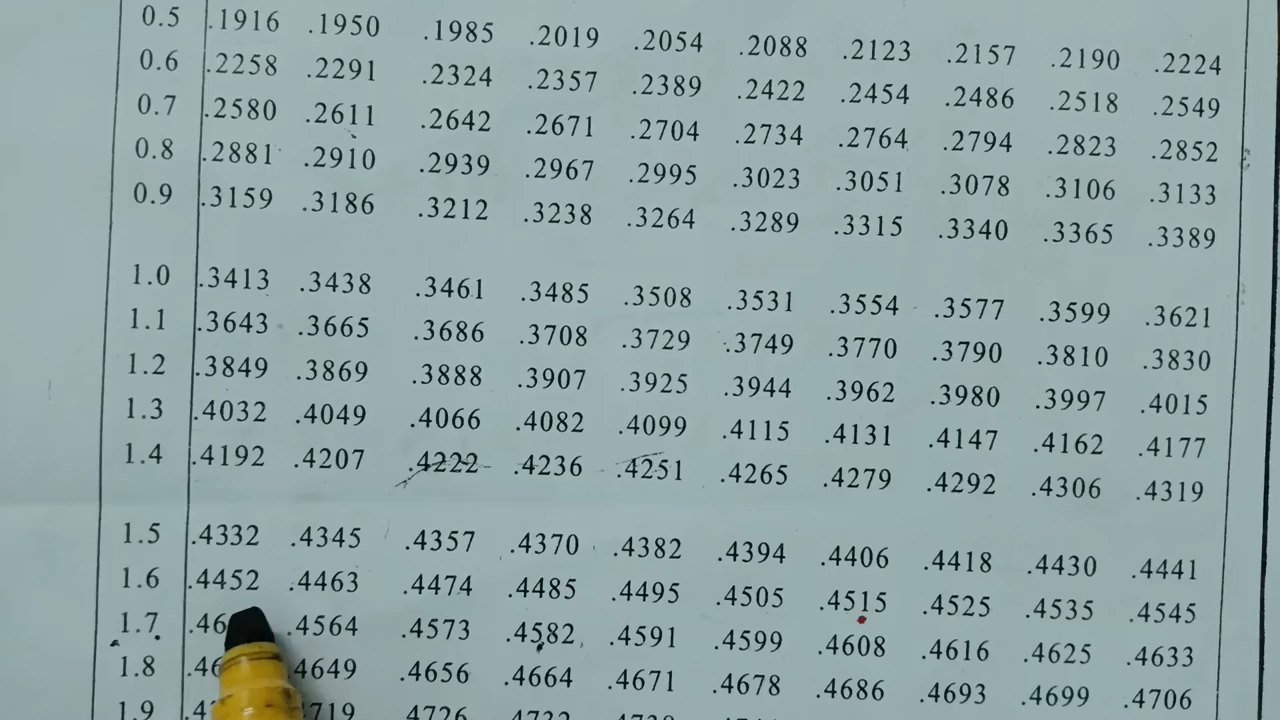 0.5 .1916 .1950 .1985 .2019 .2054 .2088 .2123 .2157 .2190 .2224
0.6 .2258 .2291 .2324 .2357 .2389 .2422 .2454 .2486 .2518 .2549
0.7 .2580 .2611 .2642 .2671 .2704 .2734 .2764 .2794 .2823 .2852
0.8 .2881 .2910 .2939 .2967 .2995 .3023 .3051 .3078 .3106 .3133
0.9 .3159 .3186 .3212 .3238 .3264 .3289 .3315 .3340 .3365 .3389
1.0 .3413 .3438 .3461 .3485 .3508 .3531 .3554 .3577 .3599 .3621
1.1 .3643 .3665 .3686 .3708 .3729 .3749 .3770 .3790 .3810 .3830
1.2 .3849 .3869 .3888 .3907 .3925 .3944 .3962 .3980 .3997 .4015
1.3 .4032 .4049 .4066 .4082 .4099 .4115 .4131 .4147 .4162 .4177
1.4 .4192 .4207 .4222 .4236 .4251 .4265 .4279 .4292 .4306 .4319
1.5 .4332 .4345 .4357 .4370 .4382 .4394 .4406 .4418 .4430 .4441
1.6 .4452 .4463 .4474 .4485 .4495 .4505 .4515 .4525 .4535 .4545
1.7 .4564 .4573 .4582 .4591 .4599 .4608 .4616 .4625 .4633
1.8 .4649 .4656 .4664 .4671 .4678 .4686 .4693 .4699 .4706
1.9 .4726